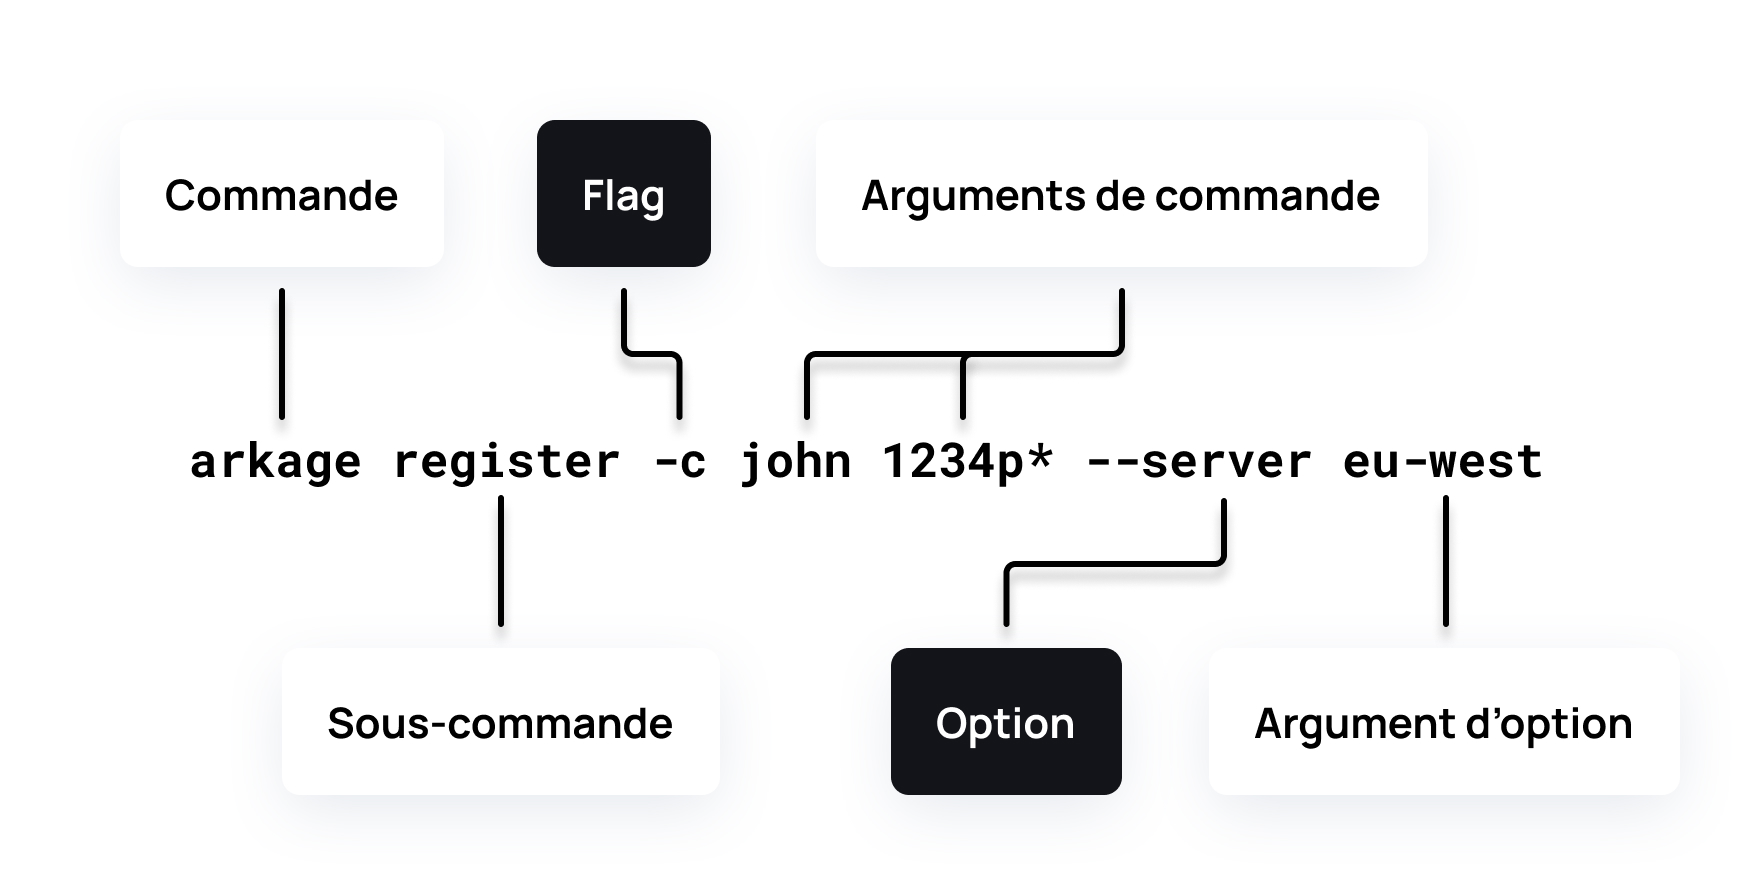 Commande
Flag
Arguments de commande
arkage register -c john 1234p* --server eu-west
Sous-commande
Option
Argument d’option